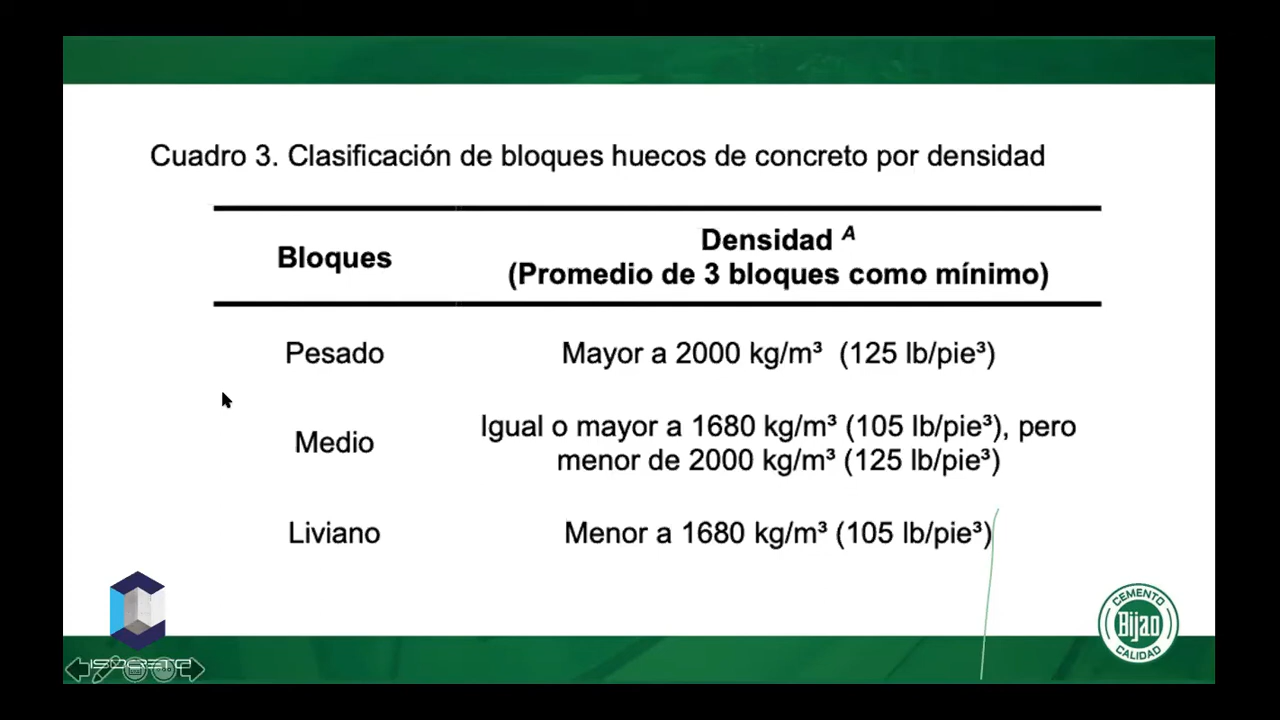 Cuadro 3. Clasificación de bloques huecos de concreto por densidad
Bloques
Densidad A
(Promedio de 3 bloques como mínimo)
Pesado
Mayor a 2000 kg/m³ (125 lb/pie³)
Medio
Igual o mayor a 1680 kg/m³ (105 lb/pie³), pero
menor de 2000 kg/m³ (125 lb/pie³)
Liviano
Menor a 1680 kg/m³ (105 lb/pie³)
ISOCRETO
CEMENTO
Bijao
CALIDAD